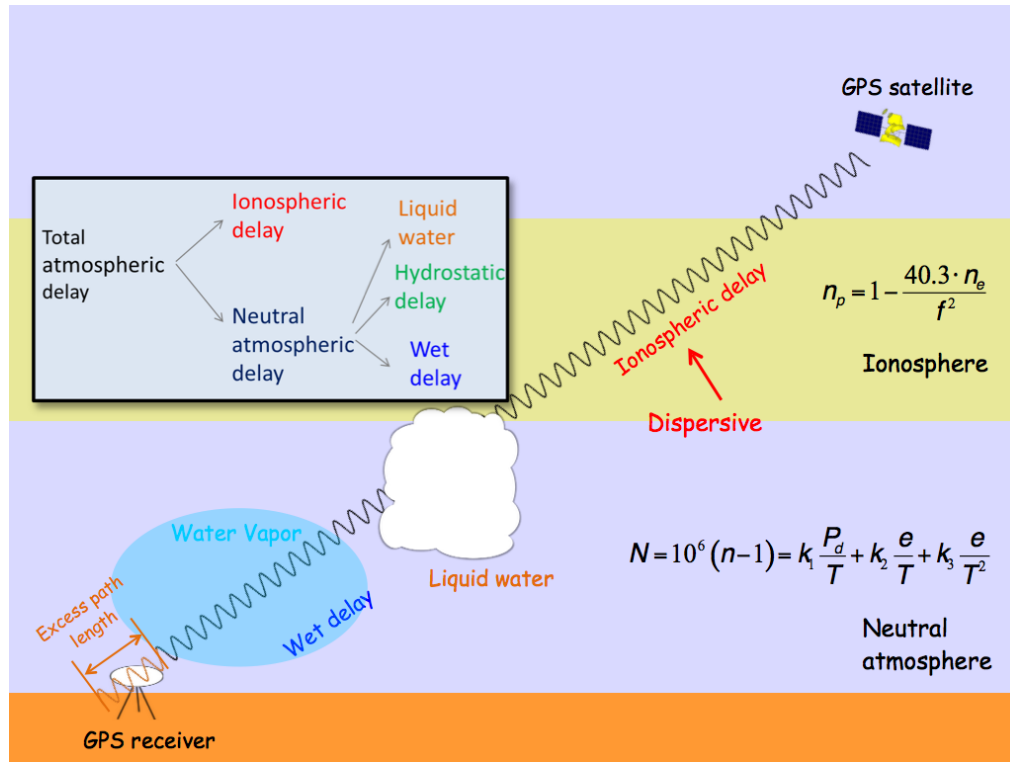 GPS satellite
Total
atmospheric
delay
Ionospheric
delay
Neutral
atmospheric
delay
Liquid
water
Hydrostatic
delay
Wet
delay
Ionospheric delay
Dispersive
n_p = 1 − 40.3 · n_e / f²
Ionosphere
Water Vapor
Wet delay
Liquid water
Excess path
length
N = 10⁶ (n−1) = k₁ P_d/T + k₂ e/T + k₃ e/T²
Neutral
atmosphere
GPS receiver